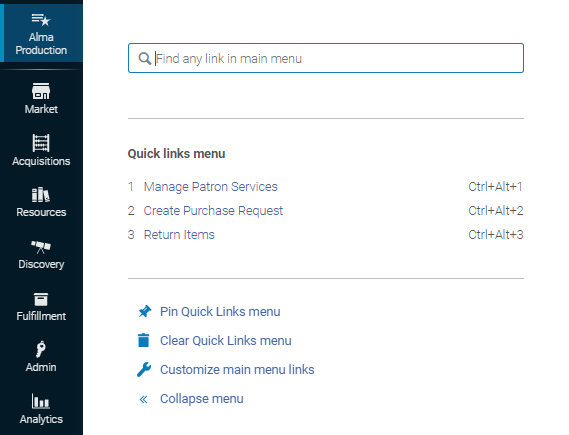 Alma
Production
Market
Acquisitions
Resources
Discovery
Fulfillment
Admin
Analytics
Find any link in main menu
Quick links menu
1 Manage Patron Services Ctrl+Alt+1
2 Create Purchase Request Ctrl+Alt+2
3 Return Items Ctrl+Alt+3
Pin Quick Links menu
Clear Quick Links menu
Customize main menu links
Collapse menu